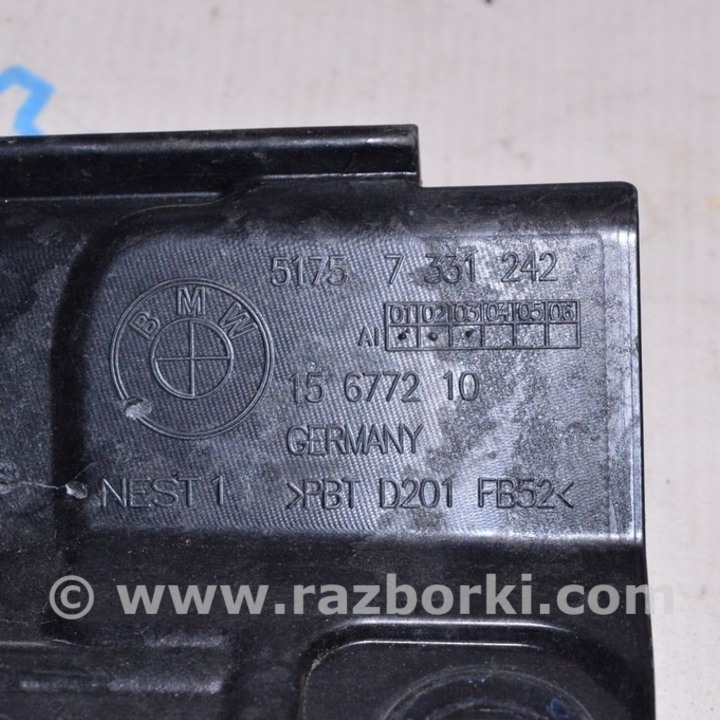 5175 7 331 242
BMW
01 02 03 04 05 06
AI
15 6772 10
GERMANY
NEST 1 >PBT D201 FB52<
© www.razborki.com